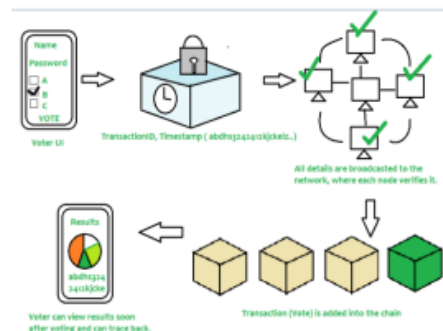 Name
Password
A
B
C
VOTE
Voter UI
TransactionID, Timestamp
All details are broadcasted to the
network, where each node verifies it.
Results
Voter can view results soon
after voting and can trace back.
Transaction (Vote) is added into the chain